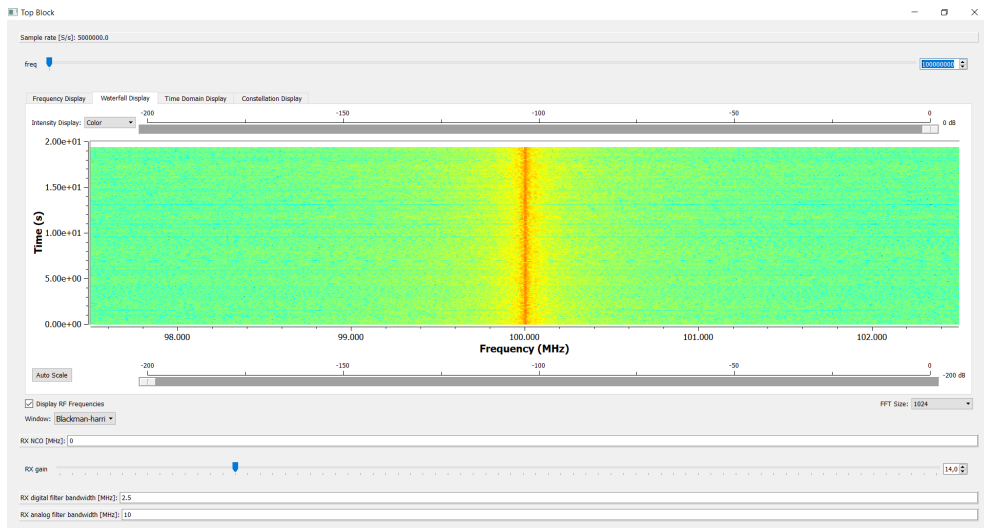 Top Block
Sample rate [S/s]: 5000000.0
freq 100000000
Frequency Display Waterfall Display Time Domain Display Constellation Display
-200 -150 -100 -50 0
Intensity Display: Color 0 dB
2.00e+01
1.50e+01
1.00e+01
5.00e+00
0.00e+00
Time (s)
98.000 99.000 100.000 101.000 102.000
Frequency (MHz)
-200 -150 -100 -50 0
Auto Scale -200 dB
Display RF Frequencies FFT Size: 1024
Window: Blackman-harri
RX NCO [MHz]: 0
RX gain 14,0
RX digital filter bandwidth [MHz]: 2.5
RX analog filter bandwidth [MHz]: 10